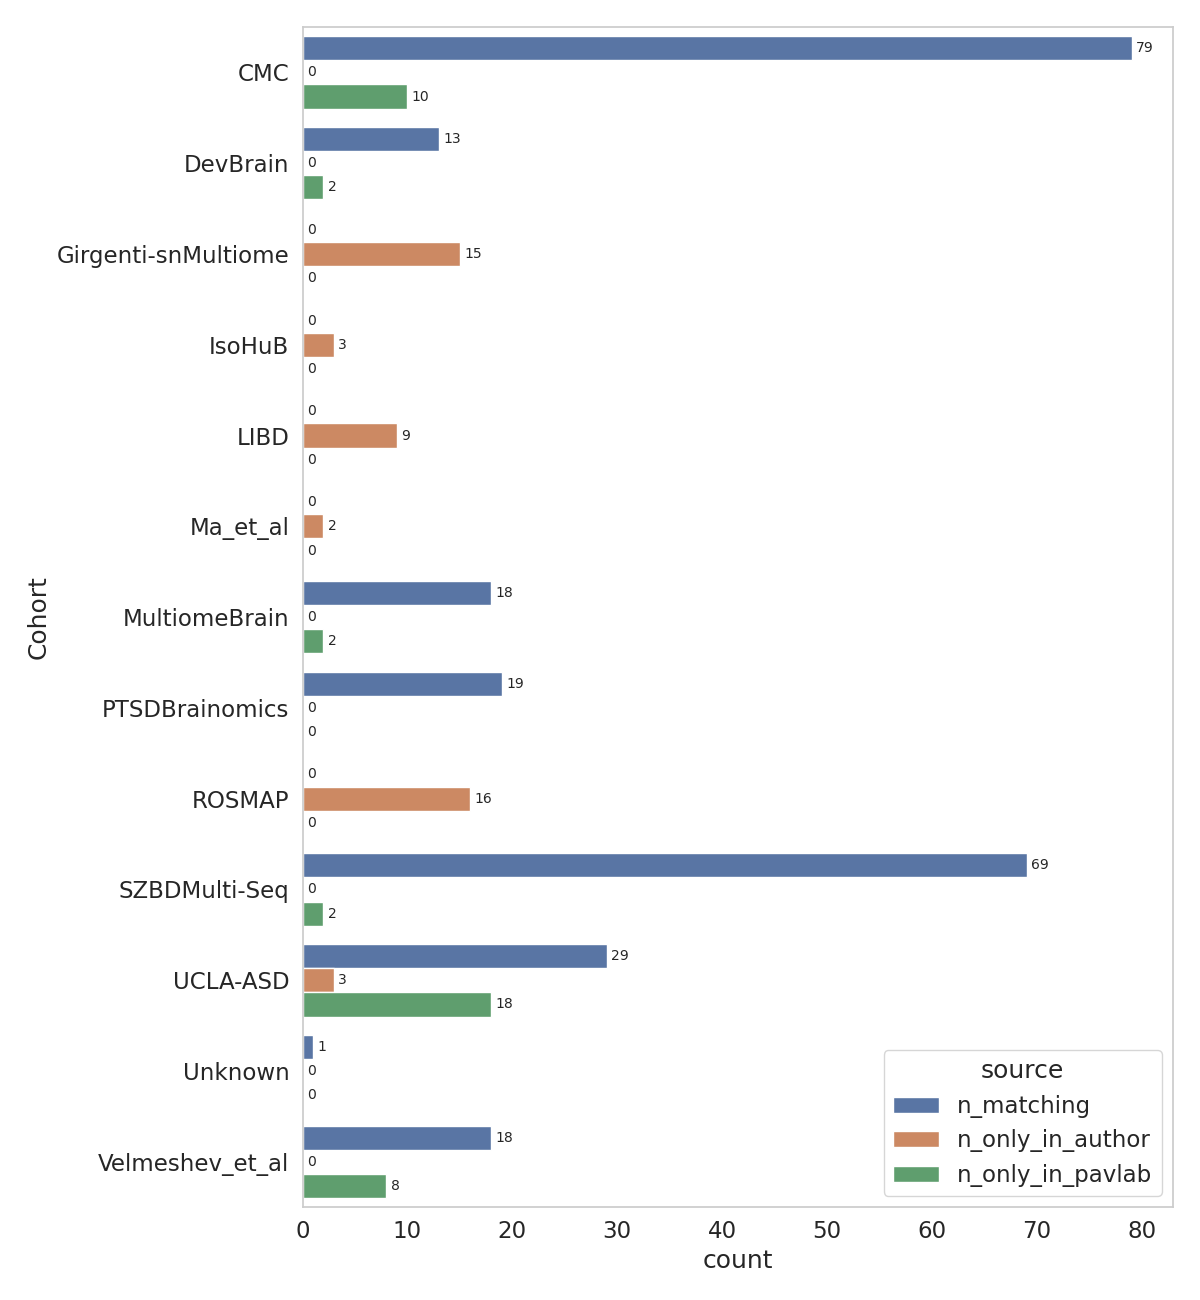 CMC
79
0
10
DevBrain
13
0
2
Girgenti-snMultiome
0
15
0
IsoHuB
0
3
0
LIBD
0
9
0
Ma_et_al
0
2
0
MultiomeBrain
18
0
2
PTSDBrainomics
19
0
0
ROSMAP
0
16
0
SZBDMulti-Seq
69
0
2
UCLA-ASD
29
3
18
Unknown
1
0
0
Velmeshev_et_al
18
0
8
Cohort
source
n_matching
n_only_in_author
n_only_in_pavlab
0 10 20 30 40 50 60 70 80
count